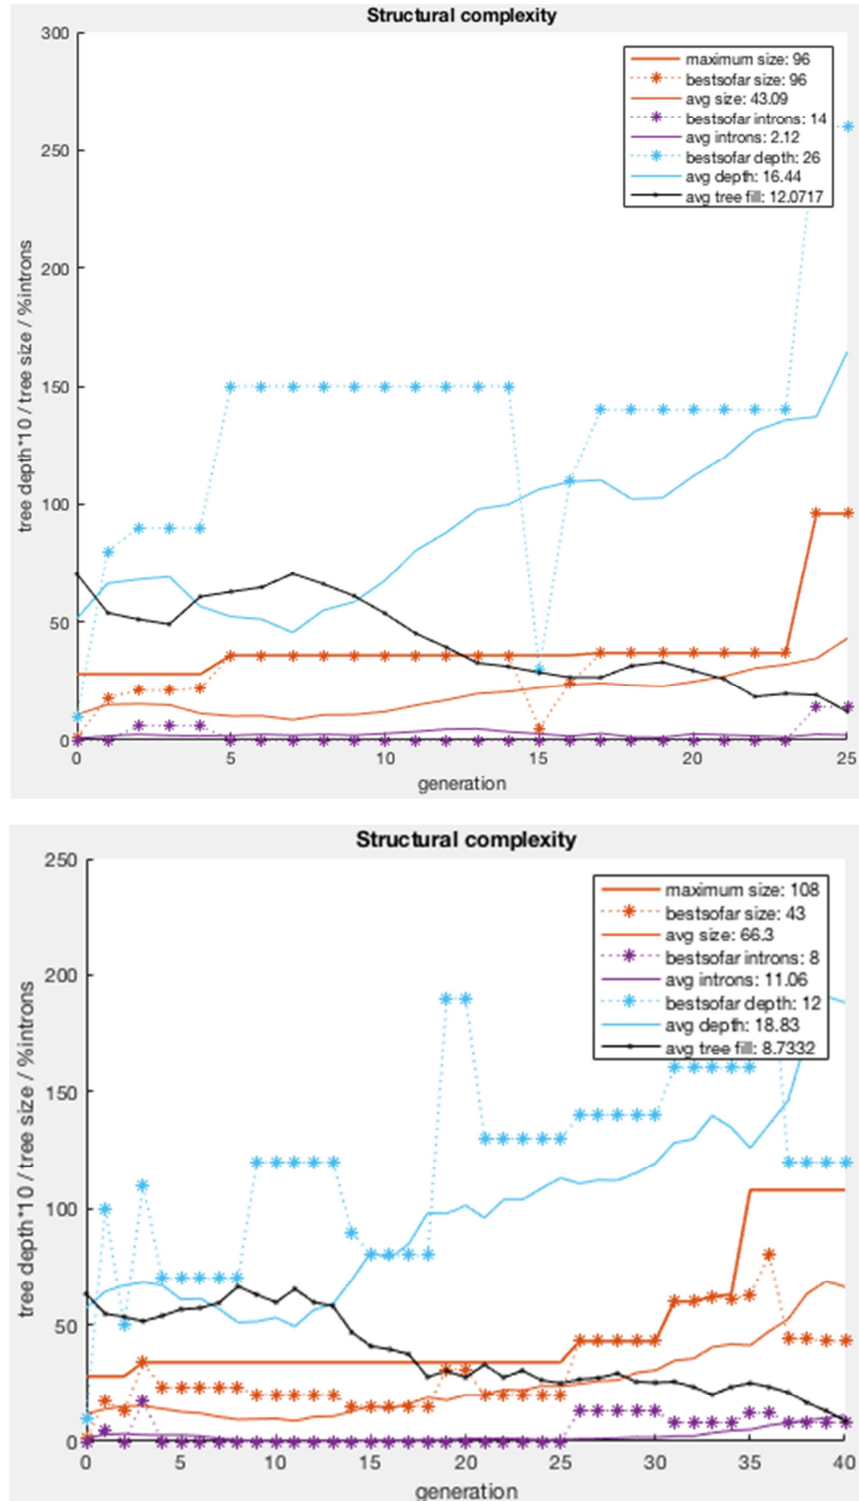 Structural complexity
300
250
200
150
100
50
0
tree depth*10 / tree size / %introns
maximum size: 96
bestsofar size: 96
avg size: 43.09
bestsofar introns: 14
avg introns: 2.12
bestsofar depth: 26
avg depth: 16.44
avg tree fill: 12.0717
0 5 10 15 20 25
generation
Structural complexity
250
200
150
100
50
0
tree depth*10 / tree size / %introns
maximum size: 108
bestsofar size: 43
avg size: 66.3
bestsofar introns: 8
avg introns: 11.06
bestsofar depth: 12
avg depth: 18.83
avg tree fill: 8.7332
0 5 10 15 20 25 30 35 40
generation